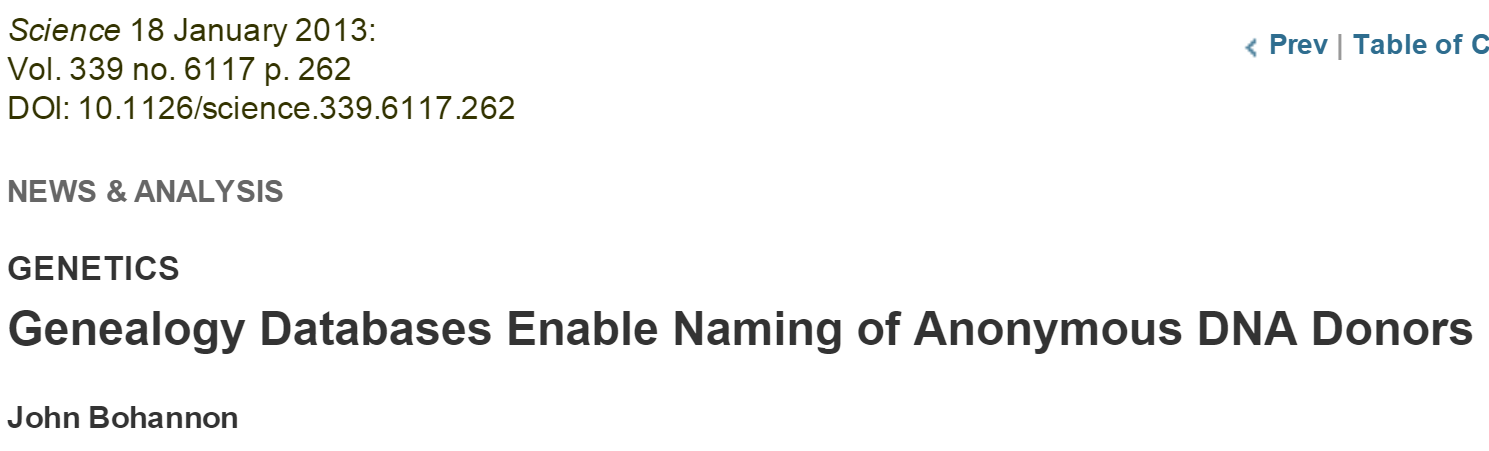 Science 18 January 2013:
Vol. 339 no. 6117 p. 262
DOI: 10.1126/science.339.6117.262
Prev | Table of C
NEWS & ANALYSIS
GENETICS
Genealogy Databases Enable Naming of Anonymous DNA Donors
John Bohannon